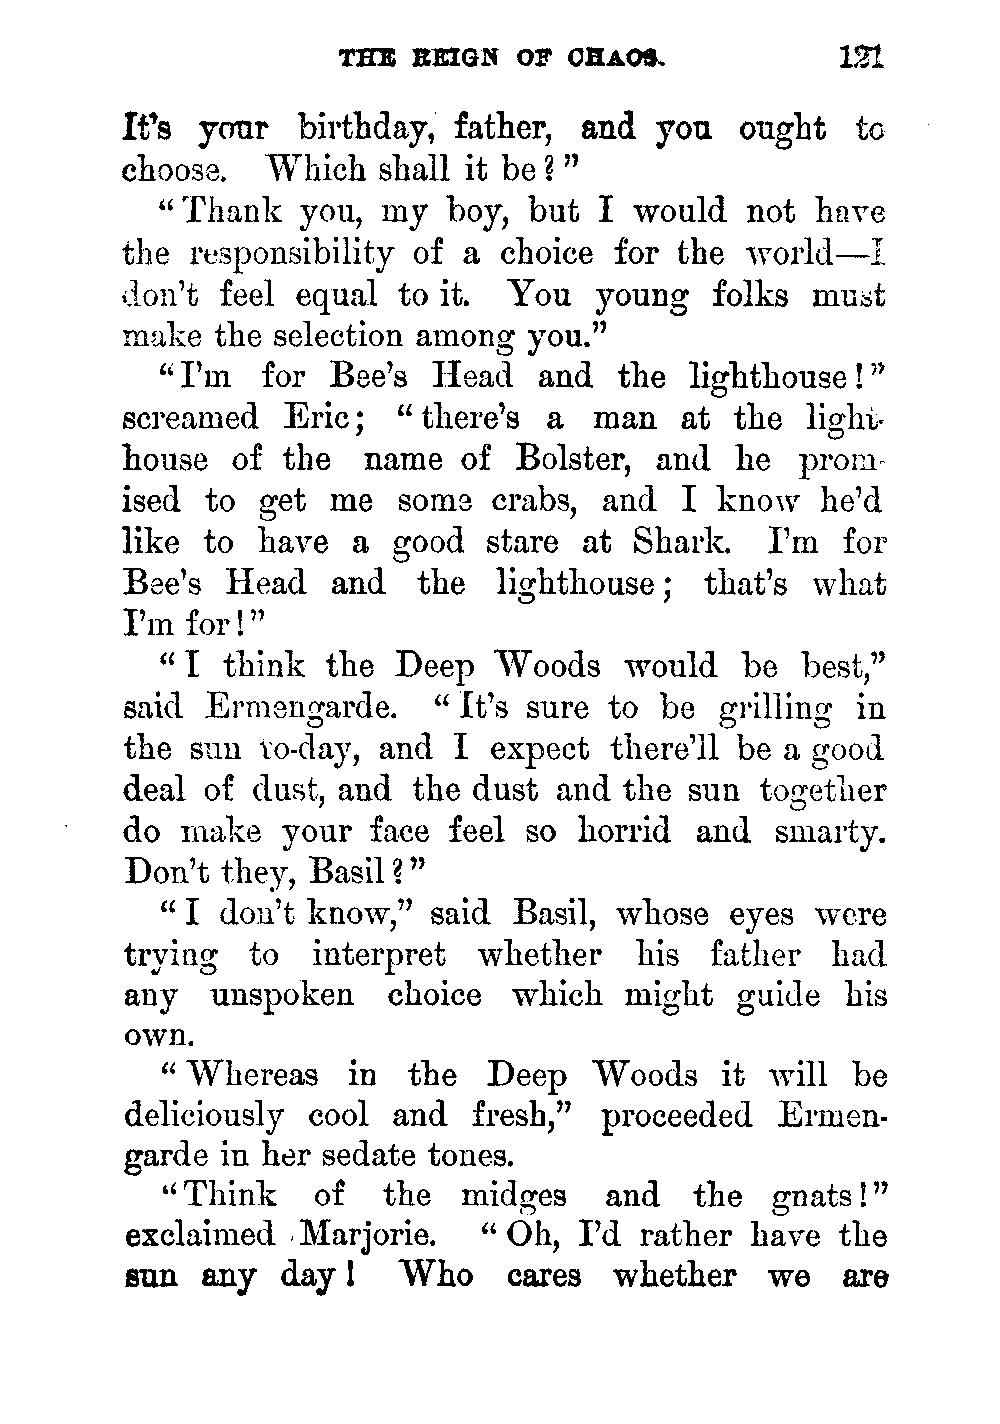 THE REIGN OF CHAOS. 121
It's your birthday, father, and you ought to
choose. Which shall it be?"
"Thank you, my boy, but I would not have
the responsibility of a choice for the world—I
don't feel equal to it. You young folks must
make the selection among you."
"I'm for Bee's Head and the lighthouse!"
screamed Eric; "there's a man at the light-
house of the name of Bolster, and he prom-
ised to get me some crabs, and I know he'd
like to have a good stare at Shark. I'm for
Bee's Head and the lighthouse; that's what
I'm for!"
"I think the Deep Woods would be best,"
said Ermengarde. "It's sure to be grilling in
the sun to-day, and I expect there'll be a good
deal of dust, and the dust and the sun together
do make your face feel so horrid and smarty.
Don't they, Basil?"
"I don't know," said Basil, whose eyes were
trying to interpret whether his father had
any unspoken choice which might guide his
own.
"Whereas in the Deep Woods it will be
deliciously cool and fresh," proceeded Ermen-
garde in her sedate tones.
"Think of the midges and the gnats!"
exclaimed Marjorie. "Oh, I'd rather have the
sun any day! Who cares whether we are